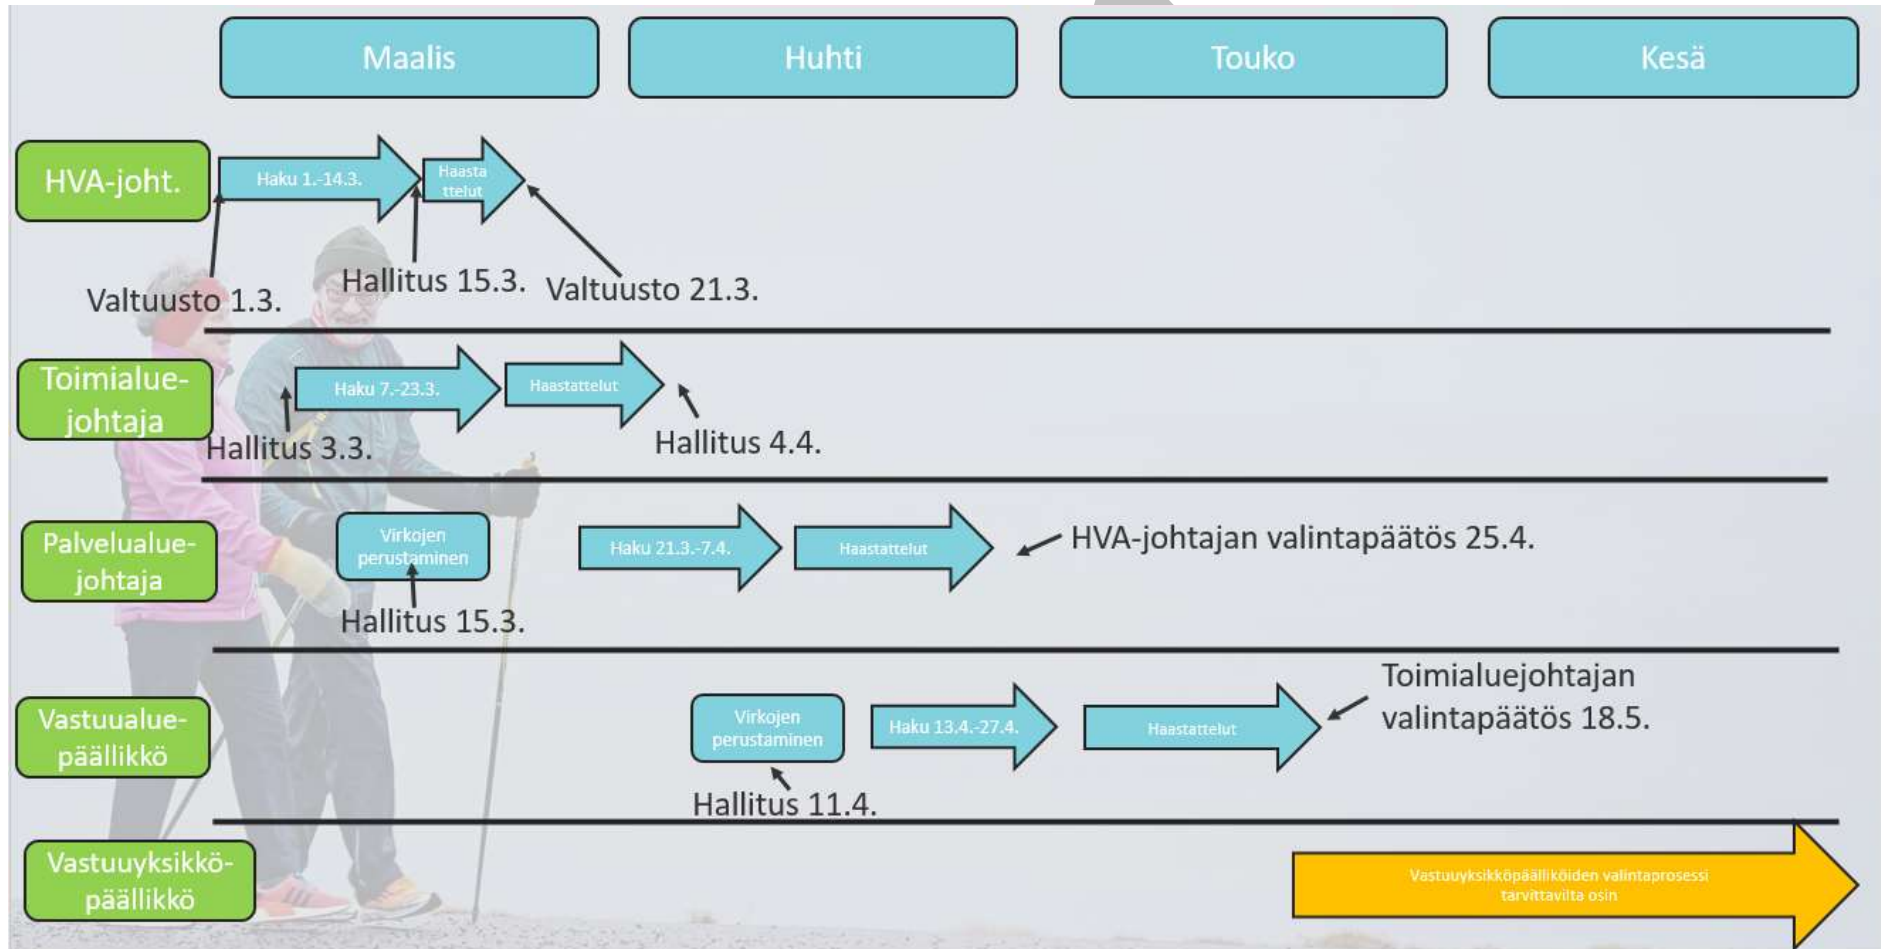 Maalis
Huhti
Touko
Kesä
HVA-joht.
Haku 1.-14.3.
Haasta
ttelut
Valtuusto 1.3.
Hallitus 15.3.
Valtuusto 21.3.
Toimialue-
johtaja
Haku 7.-23.3.
Haastattelut
Hallitus 3.3.
Hallitus 4.4.
Palvelualue-
johtaja
Virkojen
perustaminen
Haku 21.3.-7.4.
Haastattelut
HVA-johtajan valintapäätös 25.4.
Hallitus 15.3.
Vastuualue-
päällikkö
Virkojen
perustaminen
Haku 13.4.-27.4.
Haastattelut
Toimialuejohtajan
valintapäätös 18.5.
Hallitus 11.4.
Vastuuyksikkö-
päällikkö
Vastuuyksikköpäälliköiden valintaprosessi
tarvittavilta osin